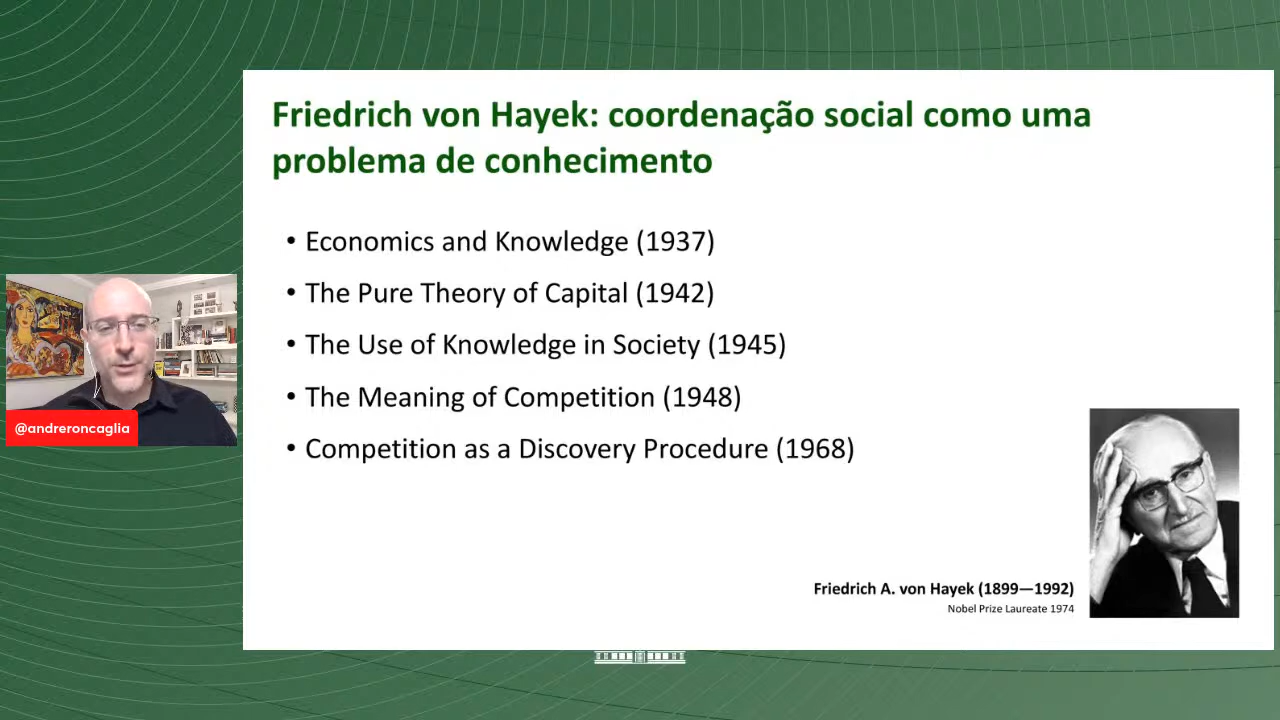 Friedrich von Hayek: coordenação social como uma
problema de conhecimento
• Economics and Knowledge (1937)
• The Pure Theory of Capital (1942)
• The Use of Knowledge in Society (1945)
• The Meaning of Competition (1948)
• Competition as a Discovery Procedure (1968)
@andreroncaglia
Friedrich A. von Hayek (1899—1992)
Nobel Prize Laureate 1974